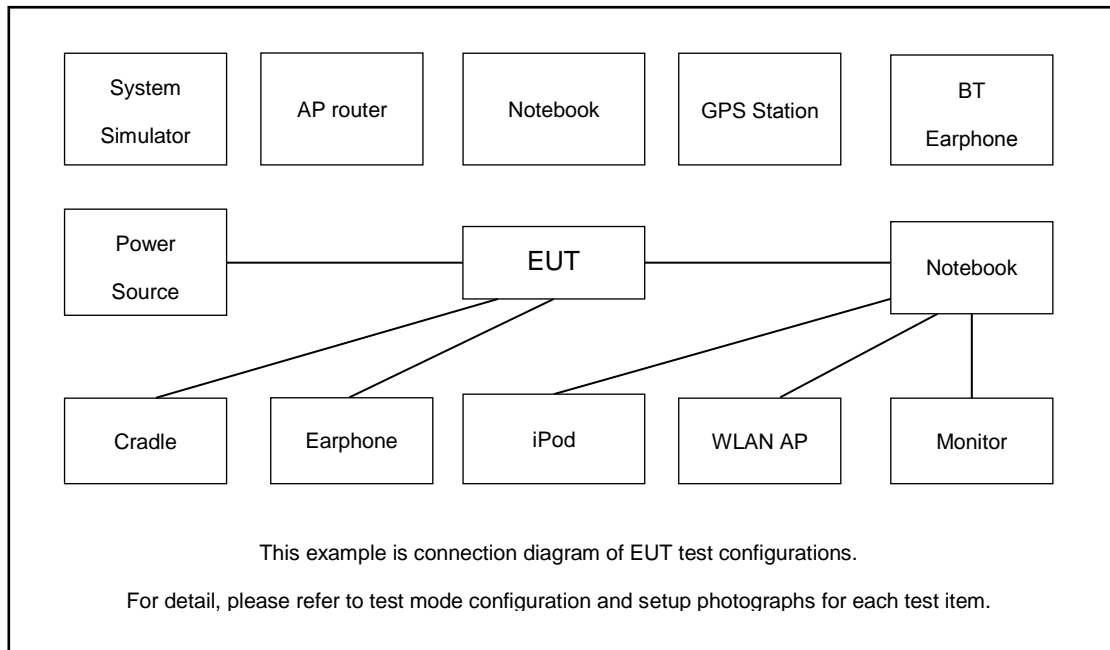 System
Simulator
AP router
Notebook
GPS Station
BT
Earphone
Power
Source
EUT
Notebook
Cradle
Earphone
iPod
WLAN AP
Monitor
This example is connection diagram of EUT test configurations.
For detail, please refer to test mode configuration and setup photographs for each test item.